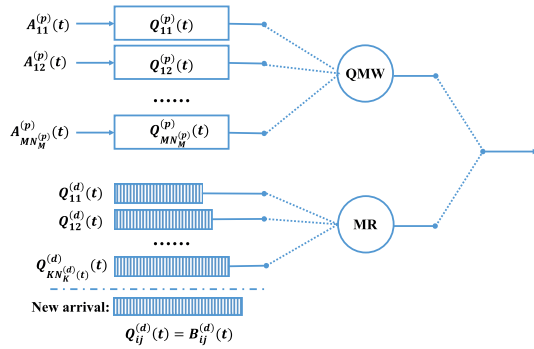 A_{11}^{(p)}(t) Q_{11}^{(p)}(t)
A_{12}^{(p)}(t) Q_{12}^{(p)}(t)
QMW
......
A_{MN_M^{(p)}}^{(p)}(t) Q_{MN_M^{(p)}}^{(p)}(t)
Q_{11}^{(d)}(t)
Q_{12}^{(d)}(t)
MR
......
Q_{KN_K^{(d)}(t)}^{(d)}(t)
New arrival:
Q_{ij}^{(d)}(t) = B_{ij}^{(d)}(t)